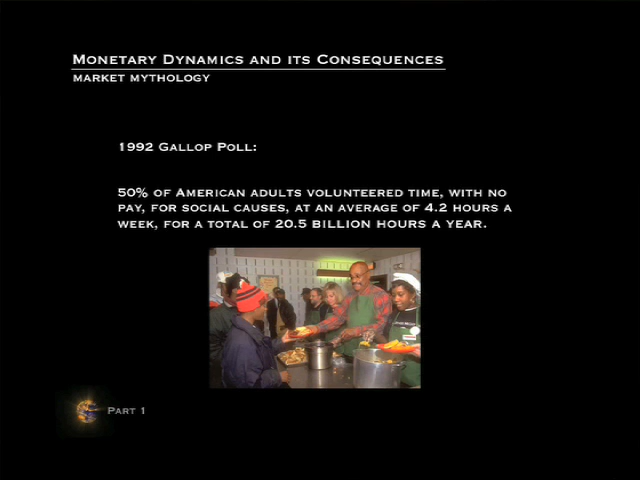 Monetary Dynamics and its Consequences
market mythology
1992 Gallop Poll:
50% of American adults volunteered time, with no
pay, for social causes, at an average of 4.2 hours a
week, for a total of 20.5 billion hours a year.
Part 1